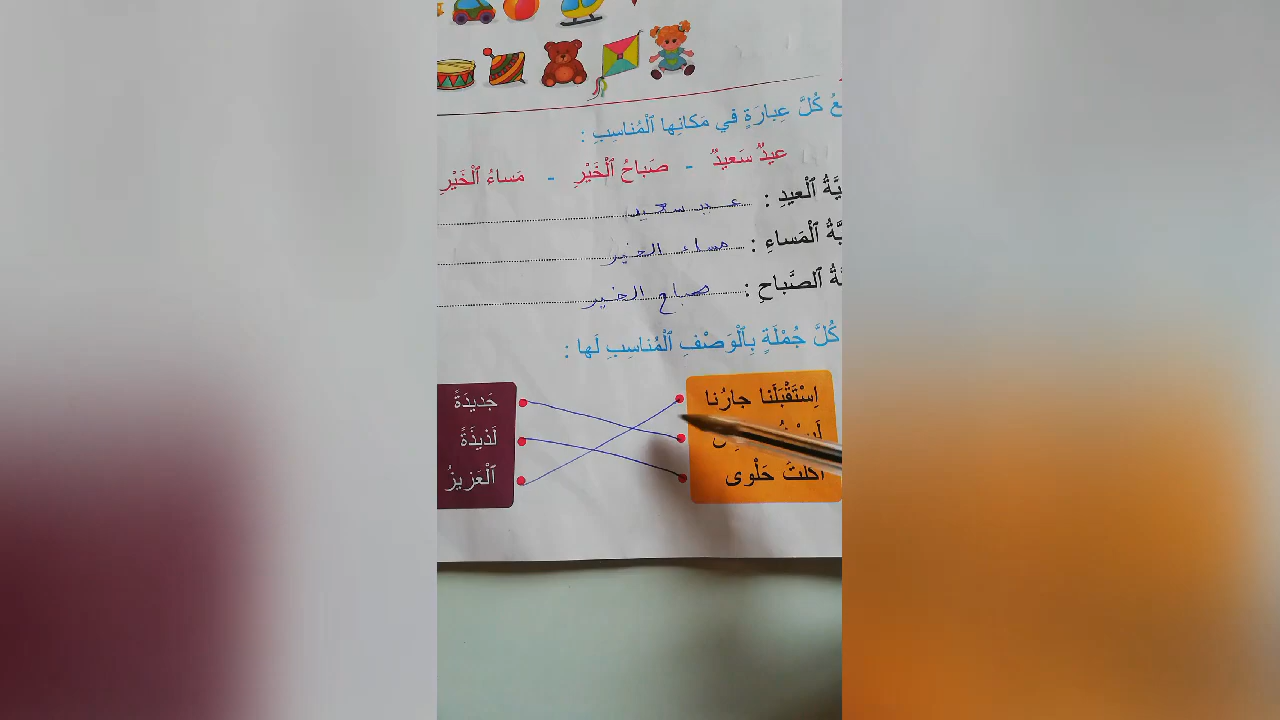 كُلَّ عِبارَةٍ في مَكانِها ٱلْمُناسِبِ :
عيدٌ سَعيدٌ - صَباحُ ٱلْخَيْرِ - مَساءُ ٱلْخَيْرِ
ٱلْعيدِ : عيد سعيد
ٱلْمَساءِ : مساء الخير
ٱلصَّباحِ : صباح الخير
كُلَّ جُمْلَةٍ بِٱلْوَصْفِ ٱلْمُناسِبِ لَها :
اِسْتَقْبَلَنا جارُنا جَديدَةً
لَذيذَةً
أَكَلْتُ حَلْوى ٱلْعَزيزُ